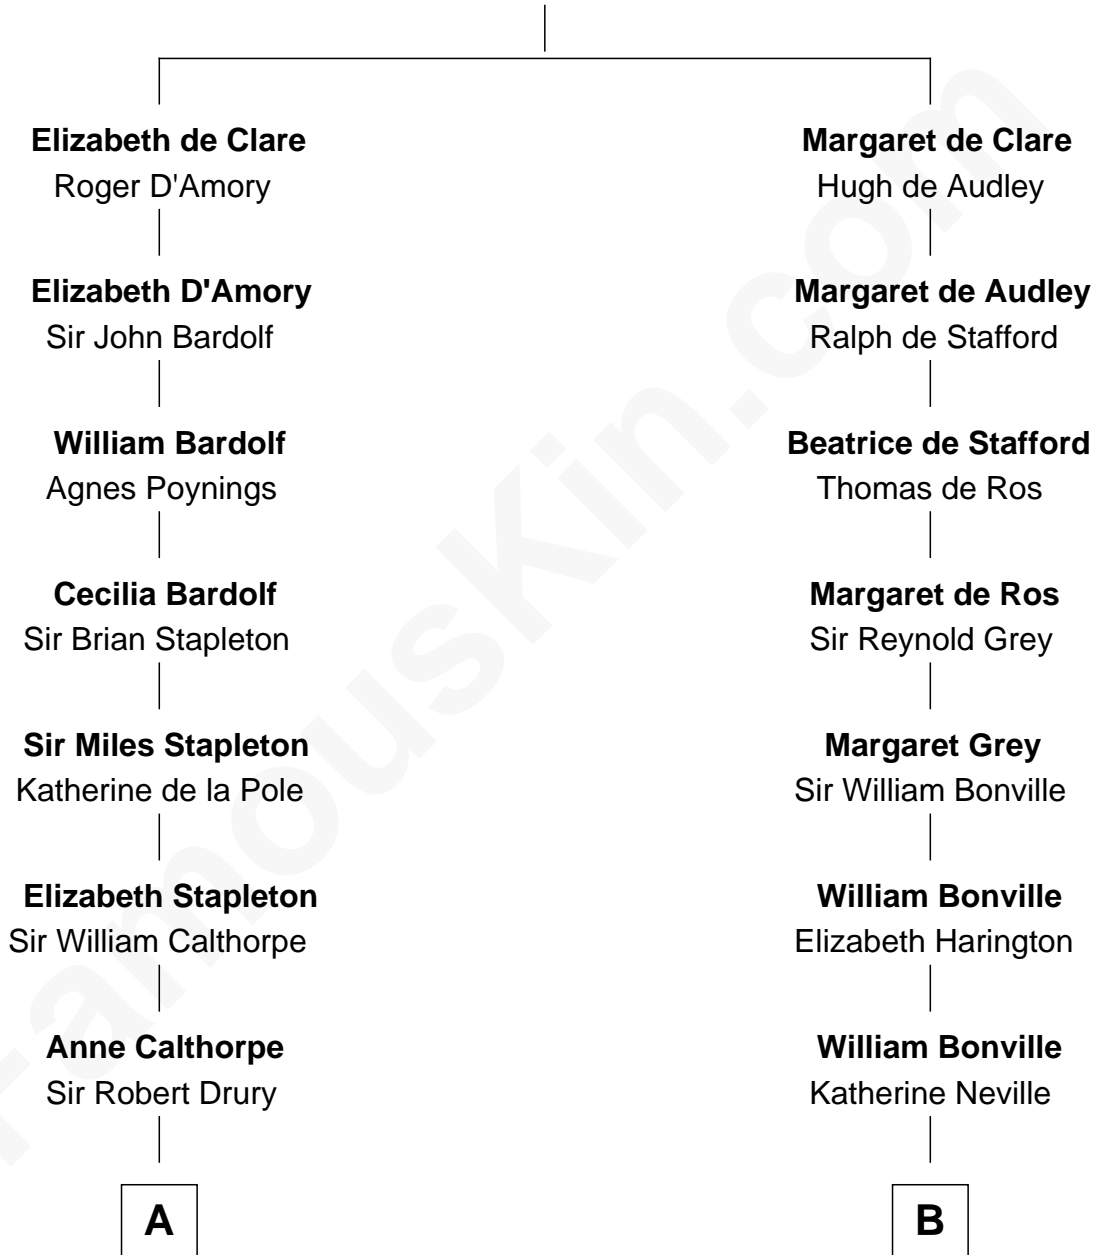 Elizabeth de Clare
Roger D'Amory
Elizabeth D'Amory
Sir John Bardolf
William Bardolf
Agnes Poynings
Cecilia Bardolf
Sir Brian Stapleton
Sir Miles Stapleton
Katherine de la Pole
Elizabeth Stapleton
Sir William Calthorpe
Anne Calthorpe
Sir Robert Drury
A
Margaret de Clare
Hugh de Audley
Margaret de Audley
Ralph de Stafford
Beatrice de Stafford
Thomas de Ros
Margaret de Ros
Sir Reynold Grey
Margaret Grey
Sir William Bonville
William Bonville
Elizabeth Harington
William Bonville
Katherine Neville
B
FamousKin.com